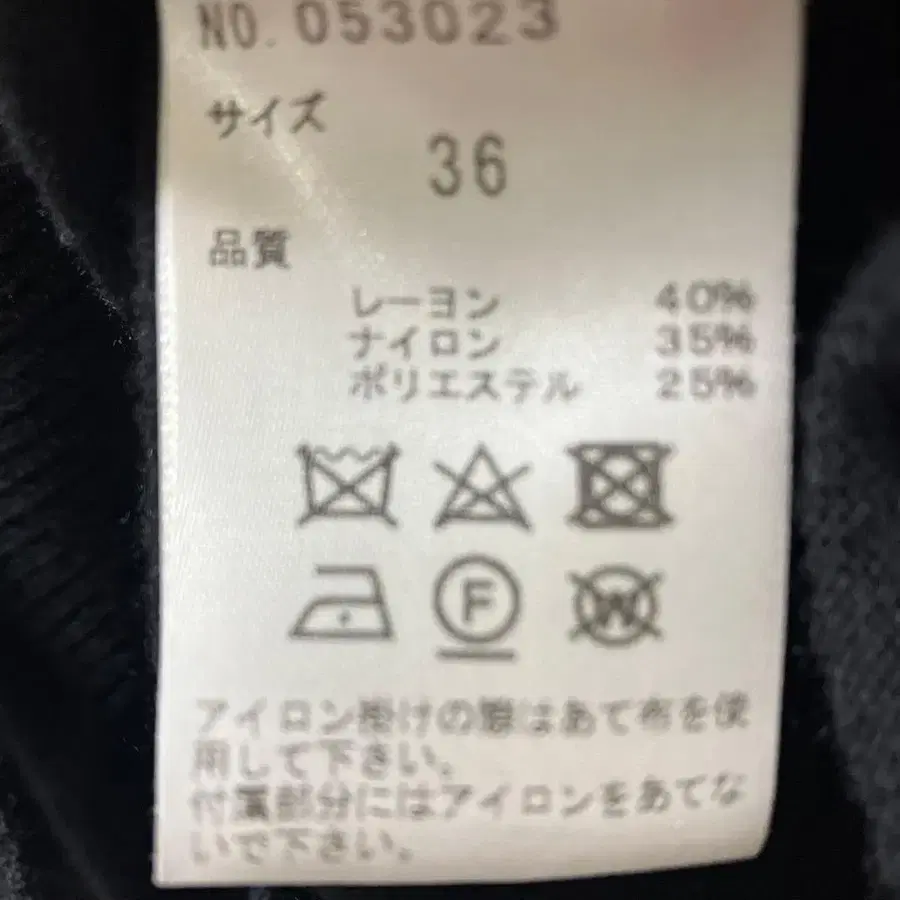 NO. 053023
サイズ
36
品質
レーヨン 40%
ナイロン 35%
ポリエステル 25%
F
W
アイロン掛けの際はあて布を使
用して下さい。
付属部分にはアイロンをあてな
いで下さい。